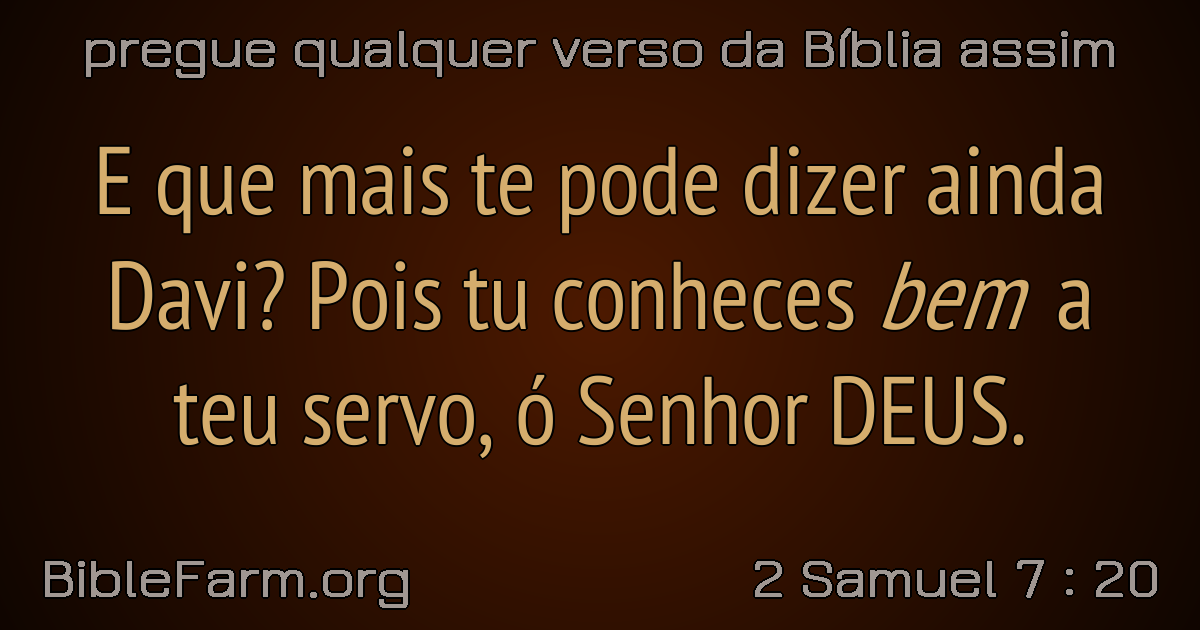 pregue qualquer verso da Bíblia assim
E que mais te pode dizer ainda
Davi? Pois tu conheces bem a
teu servo, ó Senhor DEUS.
BibleFarm.org
2 Samuel 7 : 20